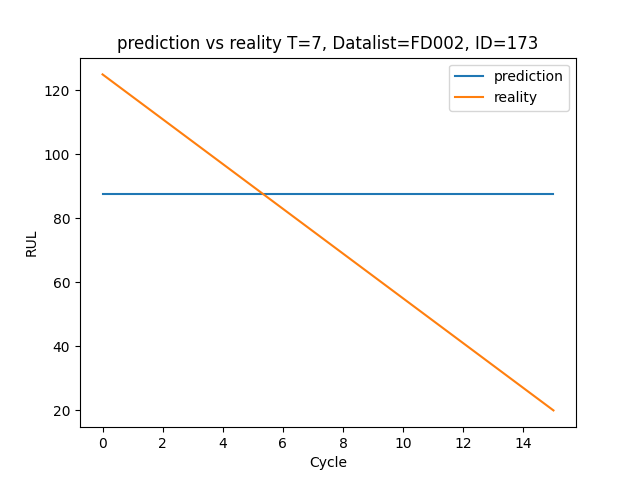 prediction vs reality T=7, Datalist=FD002, ID=173
prediction
reality
RUL
120
100
80
60
40
20
0 2 4 6 8 10 12 14
Cycle